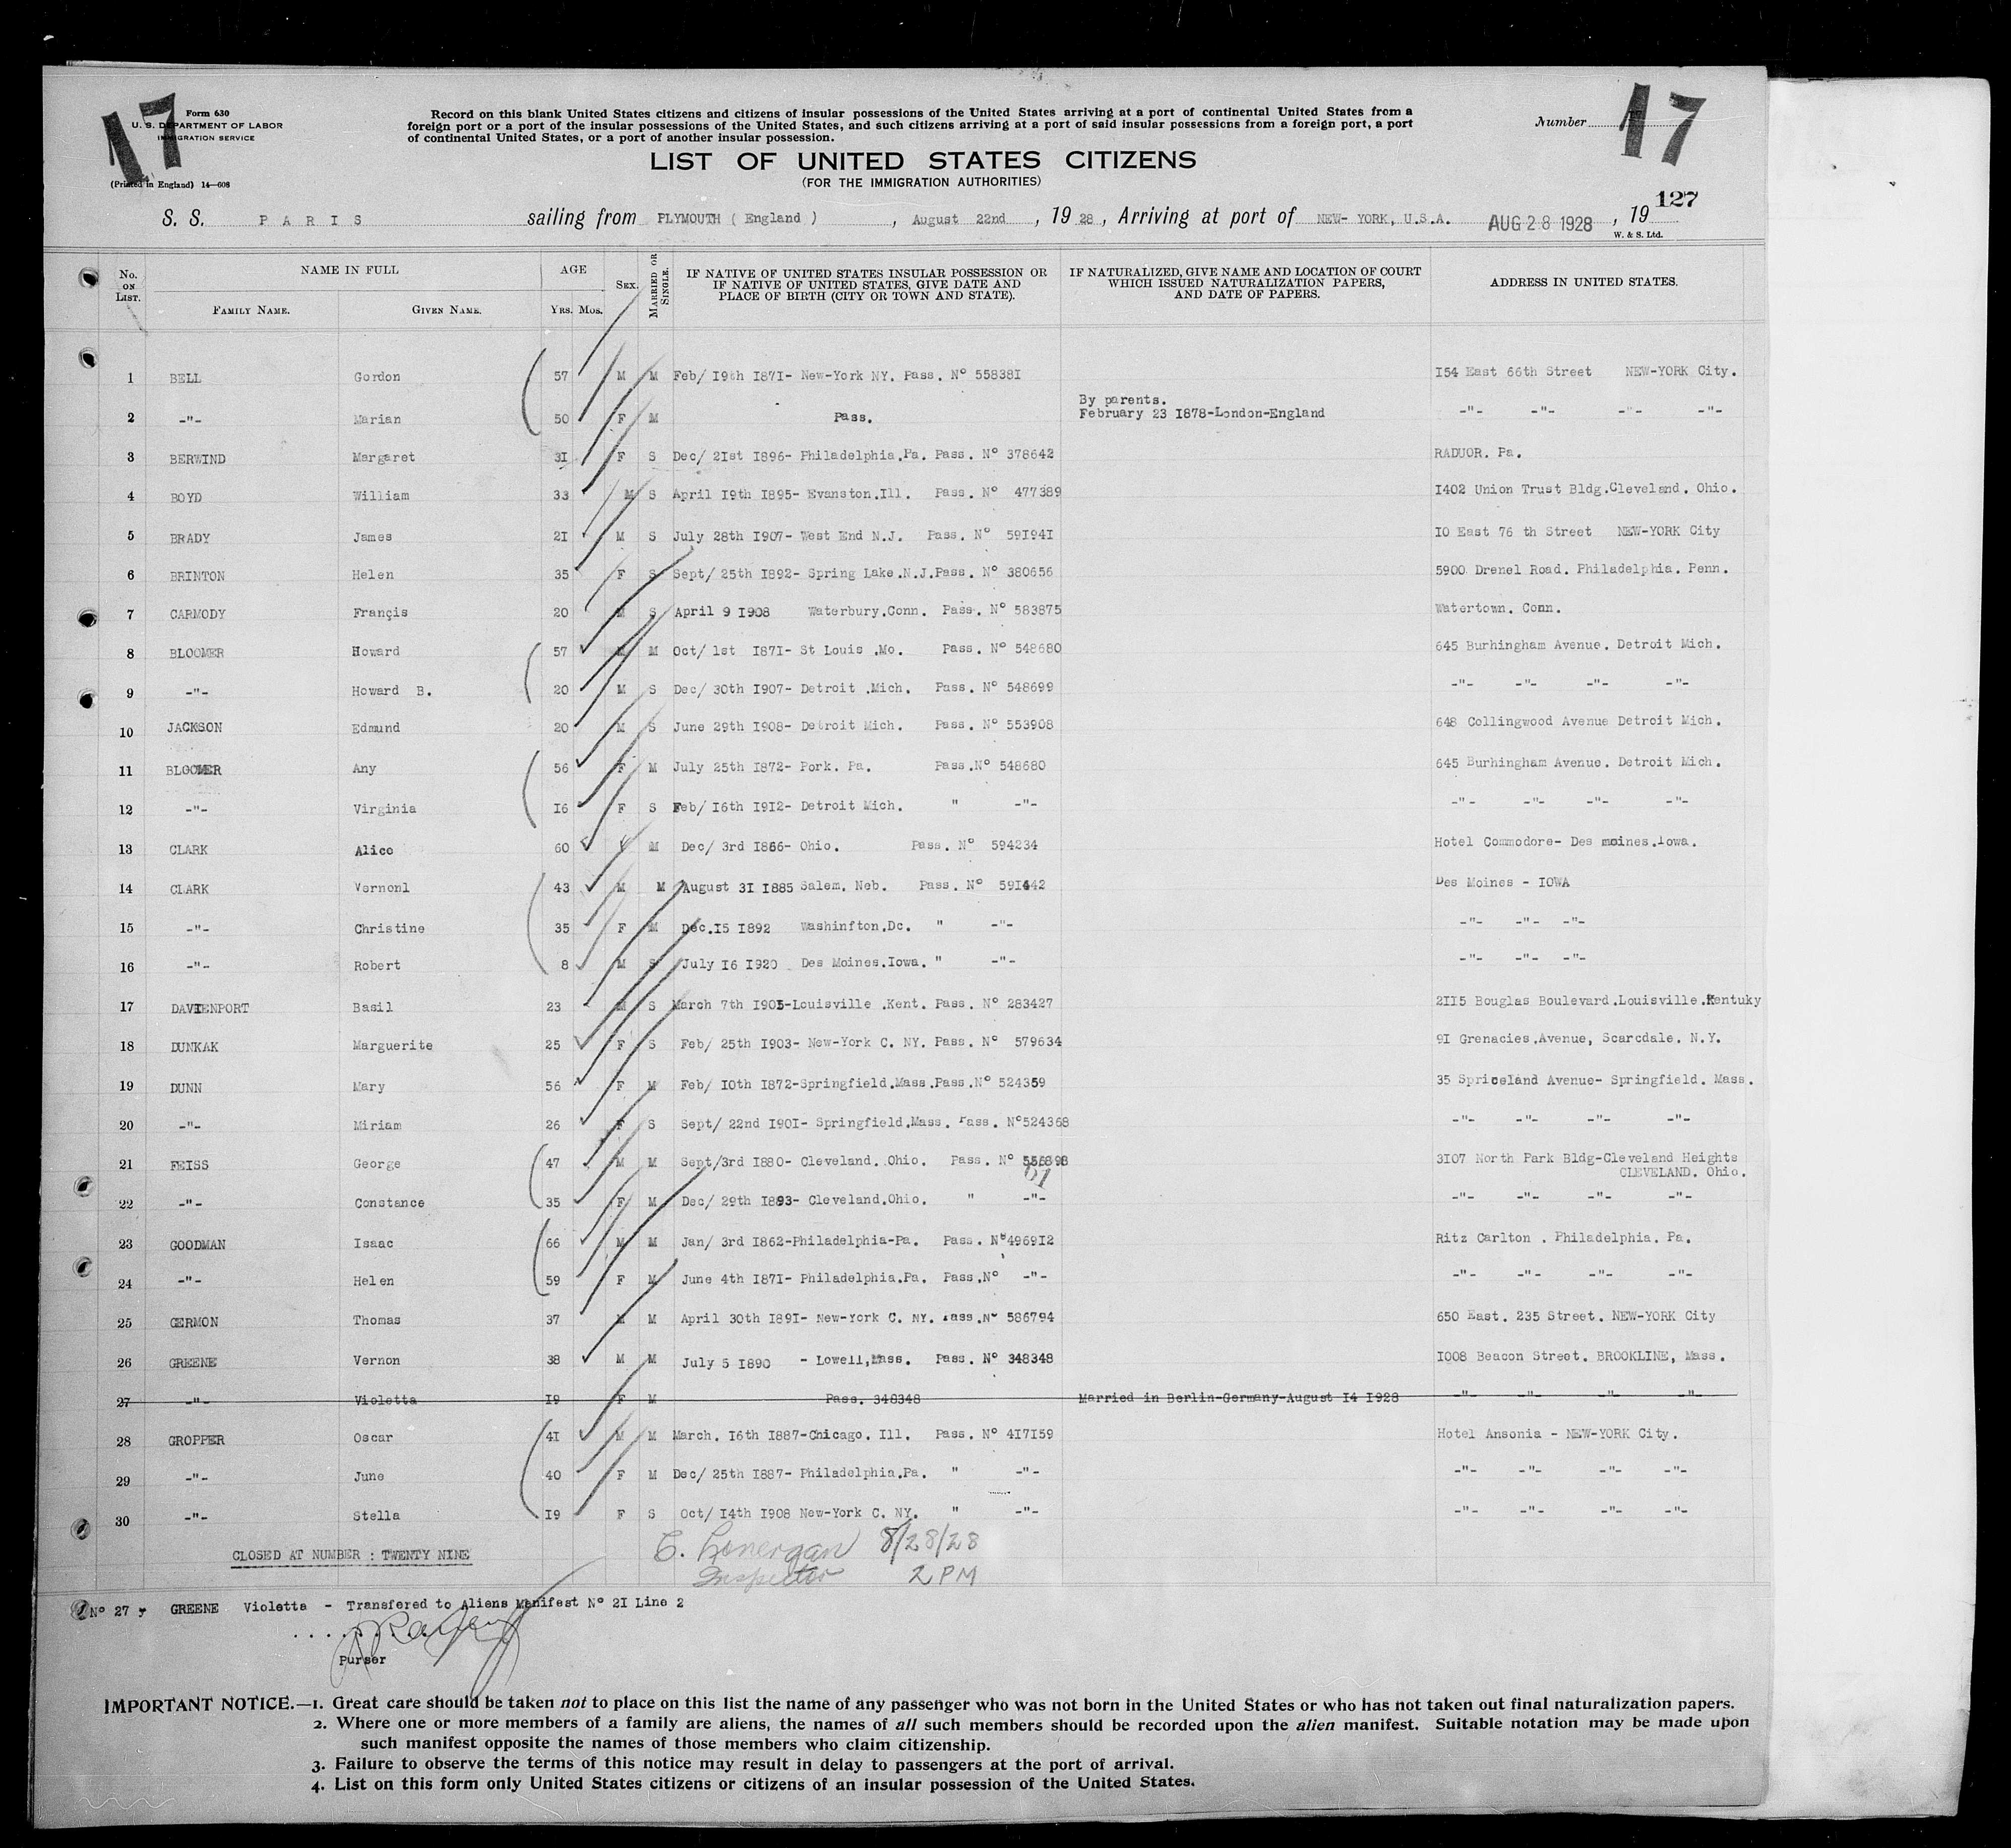 17
Form 630
U. S. DEPARTMENT OF LABOR
IMMIGRATION SERVICE
(Printed in England) 14—608
Record on this blank United States citizens and citizens of insular possessions of the United States arriving at a port of continental United States from a
foreign port or a port of the insular possessions of the United States, and such citizens arriving at a port of said insular possessions from a foreign port, a port
of continental United States, or a port of another insular possession.
Number 17
LIST OF UNITED STATES CITIZENS
(FOR THE IMMIGRATION AUTHORITIES)
127
S. S. PARIS sailing from PLYMOUTH ( England ) , August 22nd , 19 28 , Arriving at port of NEW- YORK, U.S.A. AUG 28 1928 , 19
W. & S. Ltd.
No. ON LIST. NAME IN FULL AGE SEX. MARRIED OR SINGLE. IF NATIVE OF UNITED STATES INSULAR POSSESSION OR IF NATIVE OF UNITED STATES, GIVE DATE AND PLACE OF BIRTH (CITY OR TOWN AND STATE). IF NATURALIZED, GIVE NAME AND LOCATION OF COURT WHICH ISSUED NATURALIZATION PAPERS, AND DATE OF PAPERS. ADDRESS IN UNITED STATES.
FAMILY NAME. GIVEN NAME. YRS. MOS.
1 BELL Gordon 57 M M Feb/ 19th 1871- New-York NY. Pass. Nº 558381 154 East 66th Street NEW-YORK City.
2 -"- Marian 50 F M Pass. By parents. February 23 1878-London-England -"- -"- -"- -"-
3 BERWIND Margaret 31 F S Dec/ 21st 1896- Philadelphia.Pa. Pass. Nº 378642 RADUOR. Pa.
4 BOYD William 33 M S April 19th 1895- Evanston.Ill. Pass. Nº 477389 1402 Union Trust Bldg.Cleveland. Ohio.
5 BRADY James 21 M S July 28th 1907- West End N.J. Pass. Nº 591941 10 East 76 th Street NEW-YORK City
6 BRINTON Helen 35 F S Sept/ 25th 1892- Spring Lake.N.J.Pass. Nº 380656 5900 Drenel Road. Philadelphia. Penn.
7 CARMODY Françis 20 M S April 9 1908 Waterbury.Conn. Pass. Nº 583875 Watertown. Conn.
8 BLOOMER Howard 57 M M Oct/ 1st 1871- St Louis .Mo. Pass. Nº 548680 645 Burhingham Avenue. Detroit Mich.
9 -"- Howard B. 20 M S Dec/ 30th 1907- Detroit .Mich. Pass. Nº 548699 -"- -"- -"- -"-
10 JACKSON Edmund 20 M S June 29th 1908- Detroit Mich. Pass. Nº 553908 648 Collingwood Avenue Detroit Mich.
11 BLOOMER Any 56 F M July 25th 1872- Pork. Pa. Pass.Nº 548680 645 Burhingham Avenue. Detroit Mich.
12 -"- Virginia 16 F S Feb/ 16th 1912- Detroit Mich. " -"- -"- -"- -"- -"-
13 CLARK Alice 60 F M Dec/ 3rd 1866- Ohio. Pass. Nº 594234 Hotel Commodore- Des moines.Iowa.
14 CLARK Vernonl 43 M M August 31 1885 Salem. Neb. Pass. Nº 591442 Des Moines - IOWA
15 -"- Christine 35 F M Dec.15 1892 Washinfton.Dc. " -"- -"- -"- -"-
16 -"- Robert 8 M S July 16 1920 Des Moines.Iowa. " -"- -"- -"- -"-
17 DAVIENPORT Basil 23 M S March 7th 1905-Louisville .Kent. Pass. Nº 283427 2115 Bouglas Boulevard.Louisville.Kentuky
18 DUNKAK Marguerite 25 F S Feb/ 25th 1903- New-York C. NY. Pass. Nº 579634 91 Grenacies.Avenue, Scarcdale. N.Y.
19 DUNN Mary 56 F M Feb/ 10th 1872-Springfield.Mass.Pass.Nº 524359 35 Spriceland Avenue- Springfield. Mass.
20 -"- Miriam 26 F S Sept/ 22nd 1901- Springfield.Mass. Pass. Nº524368 -"- -"- -"- -"-
21 FEISS George 47 M M Sept/3rd 1880- Cleveland. Ohio. Pass. Nº 3107 North Park Bldg-Cleveland Heights CLEVELAND. Ohio.
22 -"- Constance 35 F M Dec/ 29th 1893- Cleveland.Ohio. " -"- -"- -"- -"- -"-
23 GOODMAN Isaac 66 M M Jan/ 3rd 1862-Philadelphia-Pa. Pass. Nº496912 Ritz Carlton . Philadelphia. Pa.
24 -"- Helen 59 F M June 4th 1871- Philadelphia.Pa. Pass.Nº -"- -"- -"- -"- -"-
25 GERMON Thomas 37 M M April 30th 1891- New-York C. NY. Pass.Nº 586794 650 East. 235 Street. NEW-YORK City
26 GREENE Vernon 38 M M July 5 1890 - Lowell,Mass. Pass. Nº 348348 1008 Beacon Street. BROOKLINE, Mass.
27 -"- Violetta 19 F M Pass. 348348 Married in Berlin-Germany-August 14 1928 -"- -"- -"- -"-
28 GROPPER Oscar 41 M M March. 16th 1887-Chicago. Ill. Pass. Nº 417159 Hotel Ansonia - NEW-YORK City.
29 -"- June 40 F M Dec/ 25th 1887- Philadelphia.Pa. " -"- -"- -"- -"- -"-
30 -"- Stella 19 F S Oct/ 14th 1908 New-York C. NY. " -"- -"- -"- -"- -"-
CLOSED AT NUMBER : TWENTY NINE
C. Lonergan 8/28/28
Inspector 2 PM
Nº 27 GREENE Violetta - Transfered to Aliens Manifest Nº 21 Line 2
Purser
IMPORTANT NOTICE.—1. Great care should be taken not to place on this list the name of any passenger who was not born in the United States or who has not taken out final naturalization papers.
2. Where one or more members of a family are aliens, the names of all such members should be recorded upon the alien manifest. Suitable notation may be made upon
such manifest opposite the names of those members who claim citizenship.
3. Failure to observe the terms of this notice may result in delay to passengers at the port of arrival.
4. List on this form only United States citizens or citizens of an insular possession of the United States.